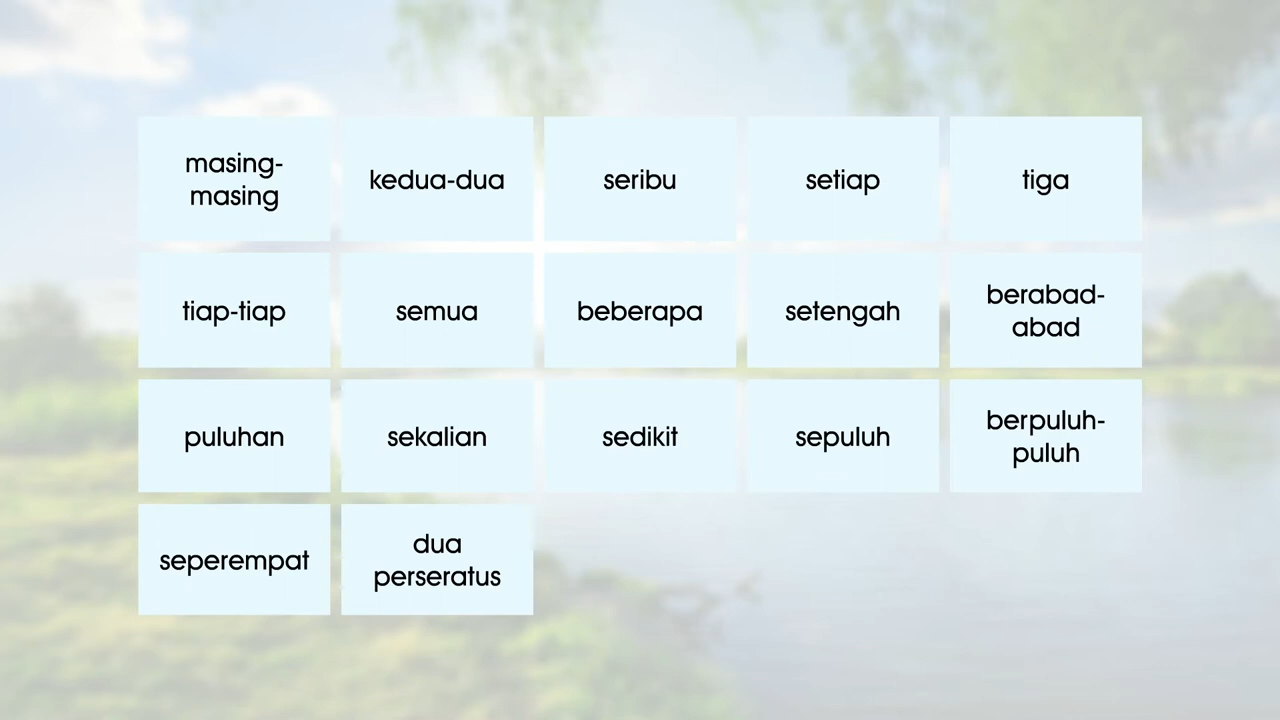 masing-
masing
kedua-dua
seribu
setiap
tiga
tiap-tiap
semua
beberapa
setengah
berabad-
abad
puluhan
sekalian
sedikit
sepuluh
berpuluh-
puluh
seperempat
dua
perseratus